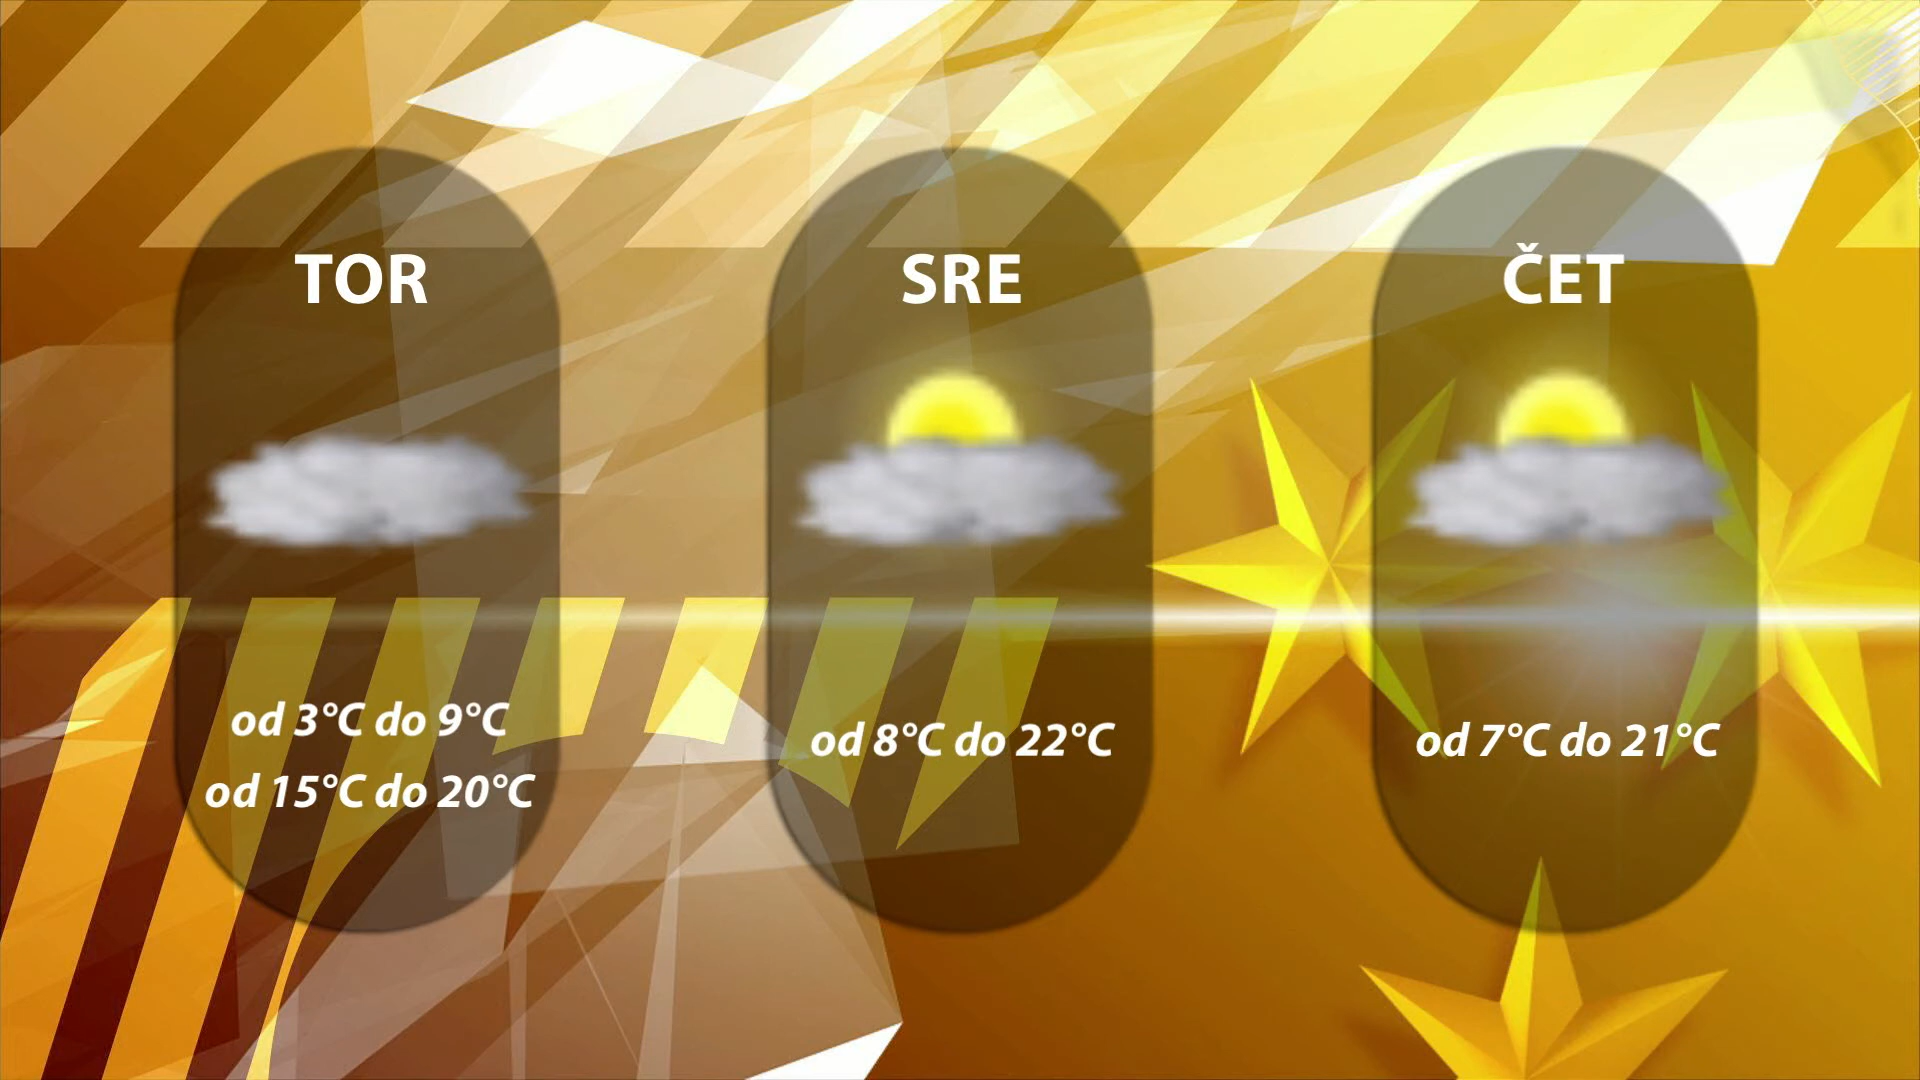 TOR
od 3°C do 9°C
od 15°C do 20°C
SRE
od 8°C do 22°C
ČET
od 7°C do 21°C